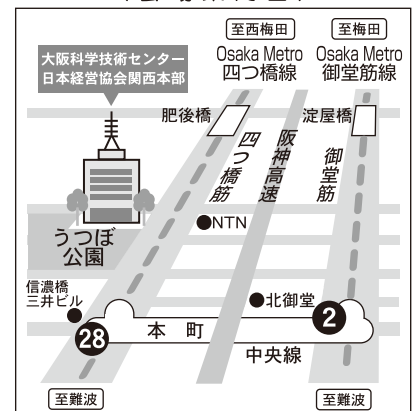 至西梅田
至梅田
大阪科学技術センター
日本経営協会関西本部
Osaka Metro
四つ橋線
Osaka Metro
御堂筋線
肥後橋
淀屋橋
四つ橋筋
阪神高速
御堂筋
NTN
うつぼ
公園
信濃橋
三井ビル
北御堂
2
28
本町
中央線
至難波
至難波